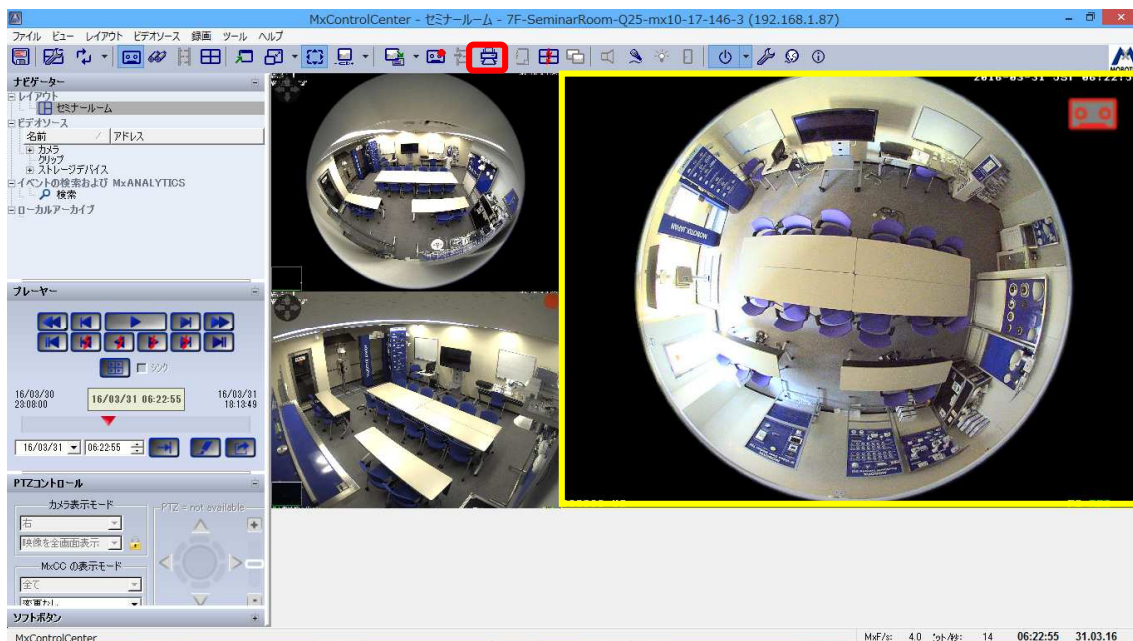 MxControlCenter - セミナールーム - 7F-SeminarRoom-Q25-mx10-17-146-3 (192.168.1.87)
ファイル ビュー レイアウト ビデオソース 録画 ツール ヘルプ
ナビゲーター
レイアウト
セミナールーム
ビデオソース
名前 / アドレス
カメラ
クリップ
ストレージデバイス
イベントの検索および MxANALYTICS
検索
ローカルアーカイブ
プレーヤー
シンク
16/03/30
23:08:00
16/03/31 06:22:55
16/03/31
18:13:49
16/03/31
06:22:55
PTZコントロール
カメラ表示モード
右
映像を全画面表示
PTZ = not available
MxCC の表示モード
全て
変更なし
ソフトボタン
MOBOTIX JAPAN
MxControlCenter
MxF/s: 4.0
14
06:22:55
31.03.16